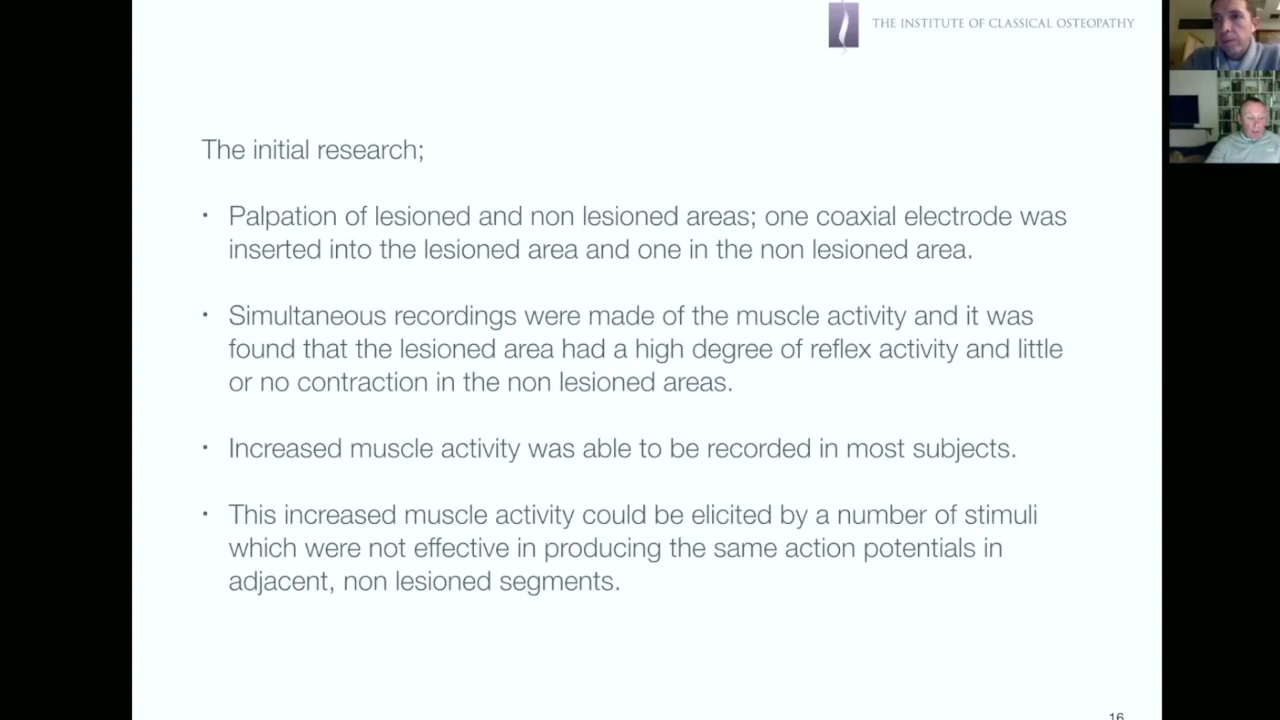 THE INSTITUTE OF CLASSICAL OSTEOPATHY
The initial research;
• Palpation of lesioned and non lesioned areas; one coaxial electrode was
inserted into the lesioned area and one in the non lesioned area.
• Simultaneous recordings were made of the muscle activity and it was
found that the lesioned area had a high degree of reflex activity and little
or no contraction in the non lesioned areas.
• Increased muscle activity was able to be recorded in most subjects.
• This increased muscle activity could be elicited by a number of stimuli
which were not effective in producing the same action potentials in
adjacent, non lesioned segments.
16